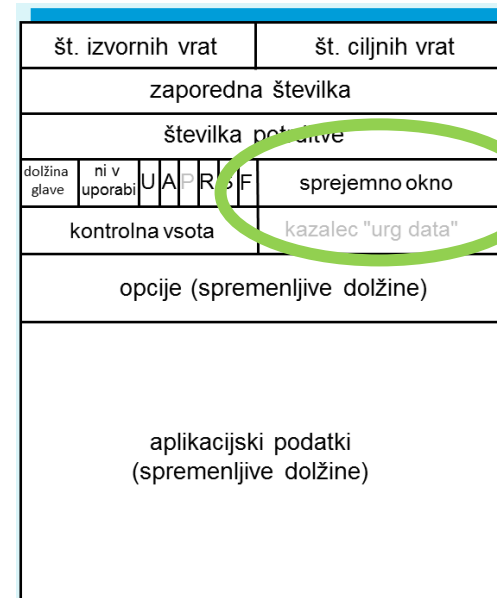 št. izvornih vrat št. ciljnih vrat
zaporedna številka
številka potrditve
dolžina glave ni v uporabi U A P R S F sprejemno okno
kontrolna vsota kazalec "urg data"
opcije (spremenljive dolžine)
aplikacijski podatki
(spremenljive dolžine)